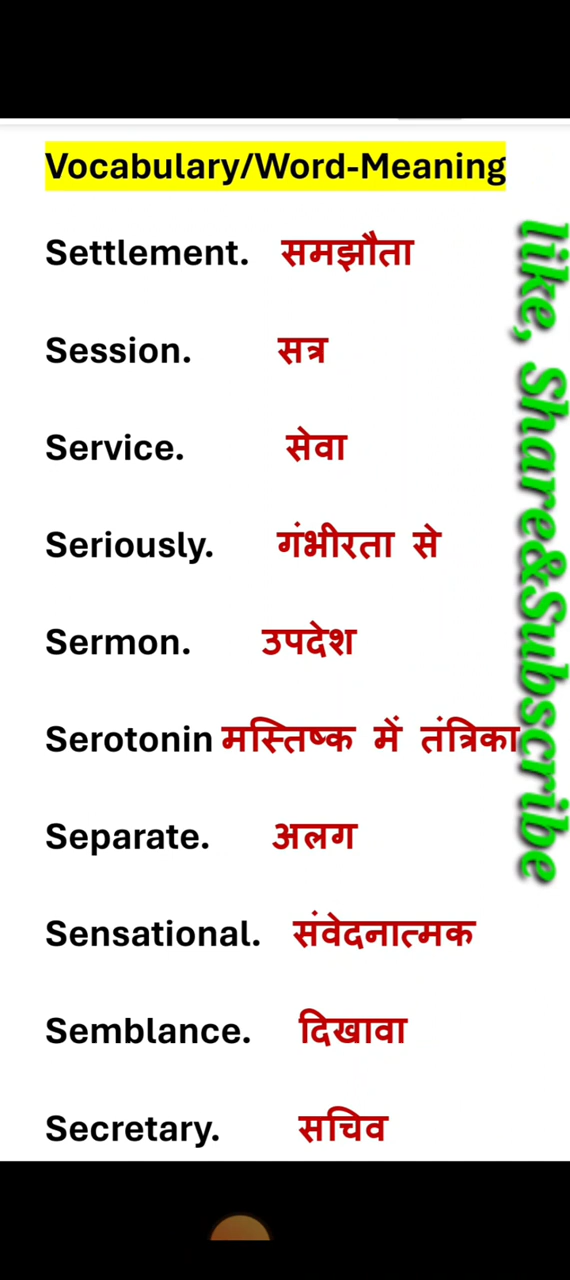 Vocabulary/Word-Meaning
Settlement. समझौता
Session. सत्र
Service. सेवा
Seriously. गंभीरता से
Sermon. उपदेश
Serotonin मस्तिष्क में तंत्रिका
Separate. अलग
Sensational. संवेदनात्मक
Semblance. दिखावा
Secretary. सचिव
like, Share&Subscribe